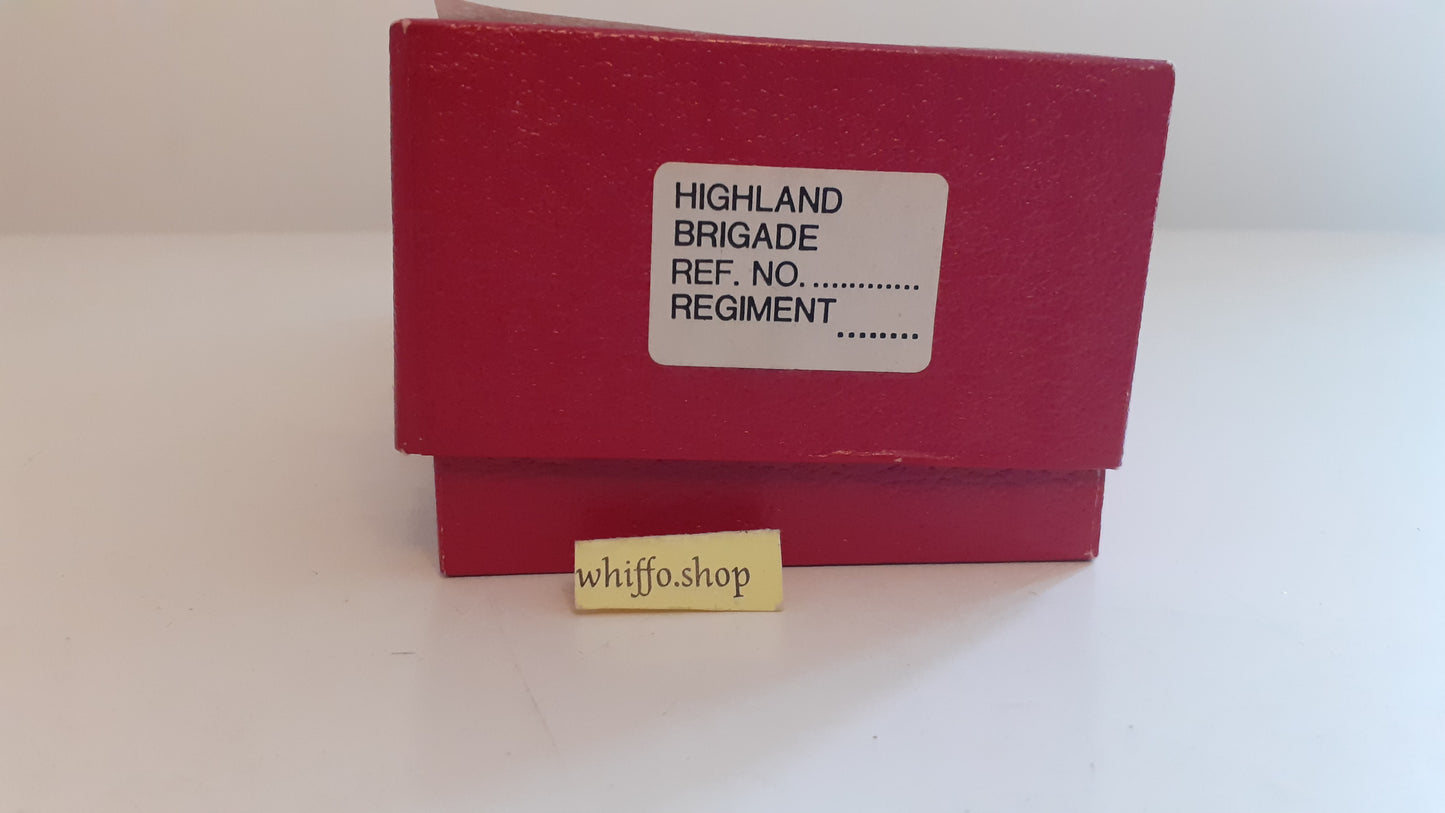 HIGHLAND
BRIGADE
REF. NO.............
REGIMENT
........
whiffo.shop